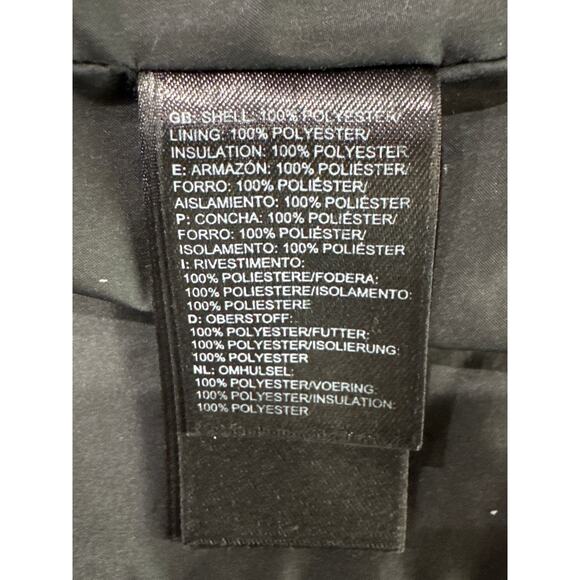 GB: SHELL: 100% POLYESTER/
LINING: 100% POLYESTER/
INSULATION: 100% POLYESTER
E: ARMAZÓN: 100% POLIÉSTER/
FORRO: 100% POLIÉSTER/
AISLAMIENTO: 100% POLIÉSTER
P: CONCHA: 100% POLIÉSTER/
FORRO: 100% POLIÉSTER/
ISOLAMENTO: 100% POLIÉSTER
I: RIVESTIMENTO:
100% POLIESTERE/FODERA:
100% POLIESTERE/ISOLAMENTO:
100% POLIESTERE
D: OBERSTOFF:
100% POLYESTER/FUTTER:
100% POLYESTER/ISOLIERUNG:
100% POLYESTER
NL: OMHULSEL:
100% POLYESTER/VOERING:
100% POLYESTER/INSULATION:
100% POLYESTER